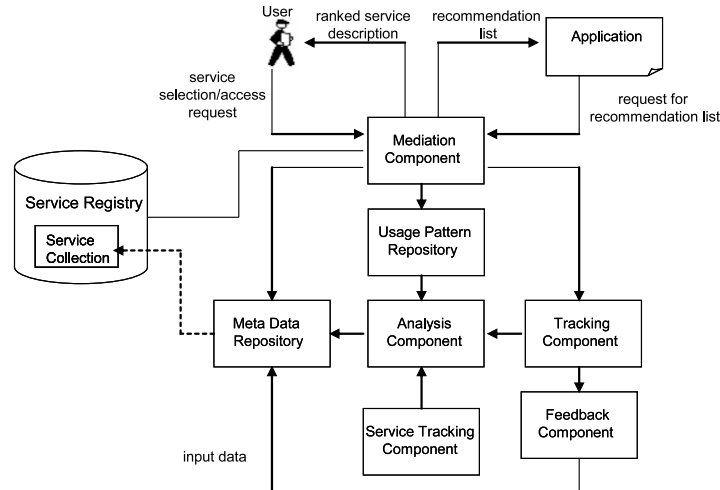 User
ranked service
description
recommendation
list
Application
service
selection/access
request
request for
recommendation list
Mediation
Component
Service Registry
Service
Collection
Usage Pattern
Repository
Meta Data
Repository
Analysis
Component
Tracking
Component
Service Tracking
Component
Feedback
Component
input data